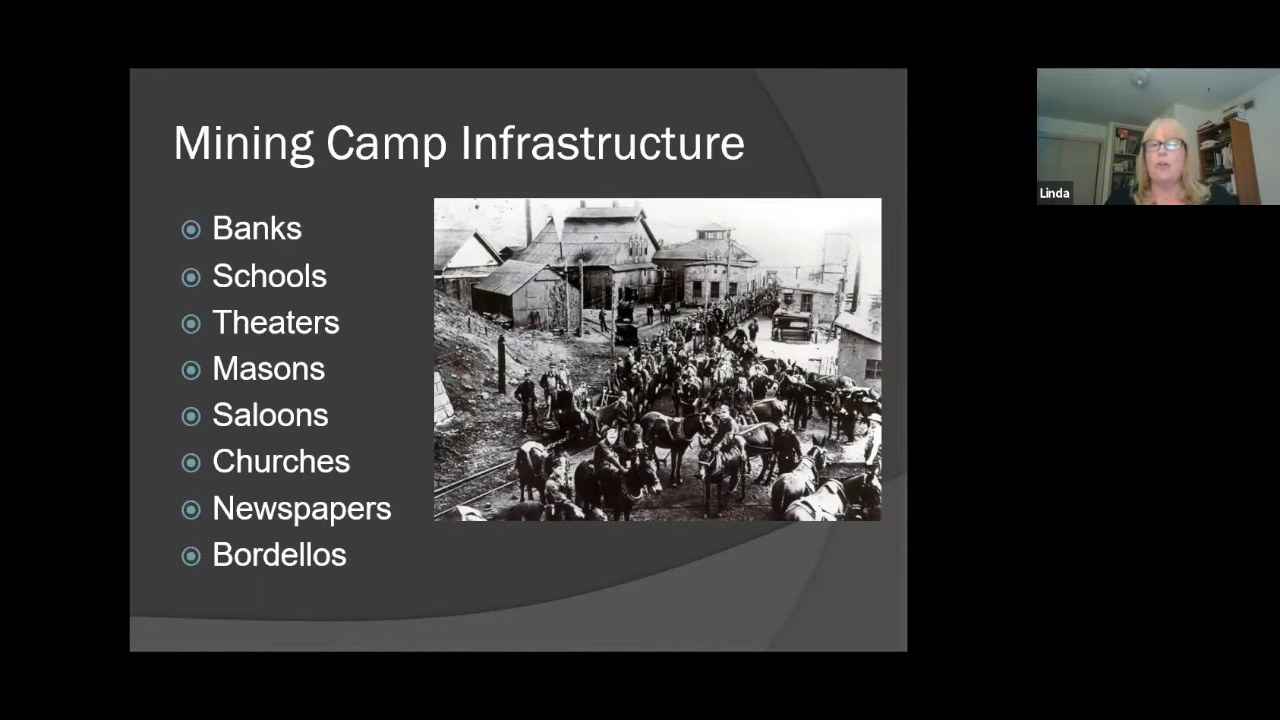 Mining Camp Infrastructure
Banks
Schools
Theaters
Masons
Saloons
Churches
Newspapers
Bordellos
Linda